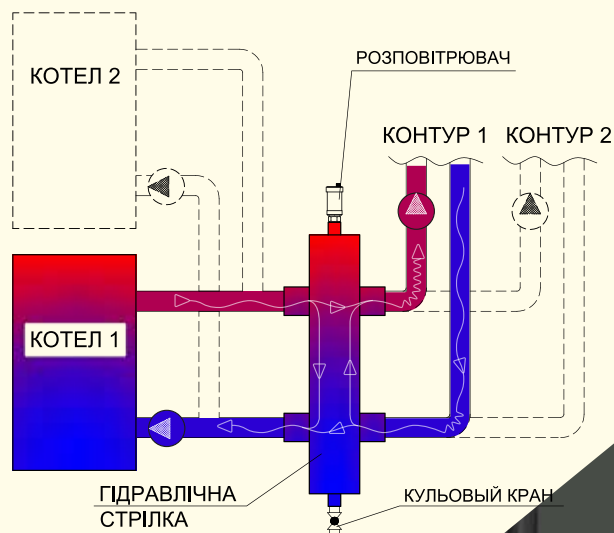 КОТЕЛ 2
РОЗПОВІТРЮВАЧ
КОНТУР 1
КОНТУР 2
КОТЕЛ 1
ГІДРАВЛІЧНА
СТРІЛКА
КУЛЬОВЫЙ КРАН